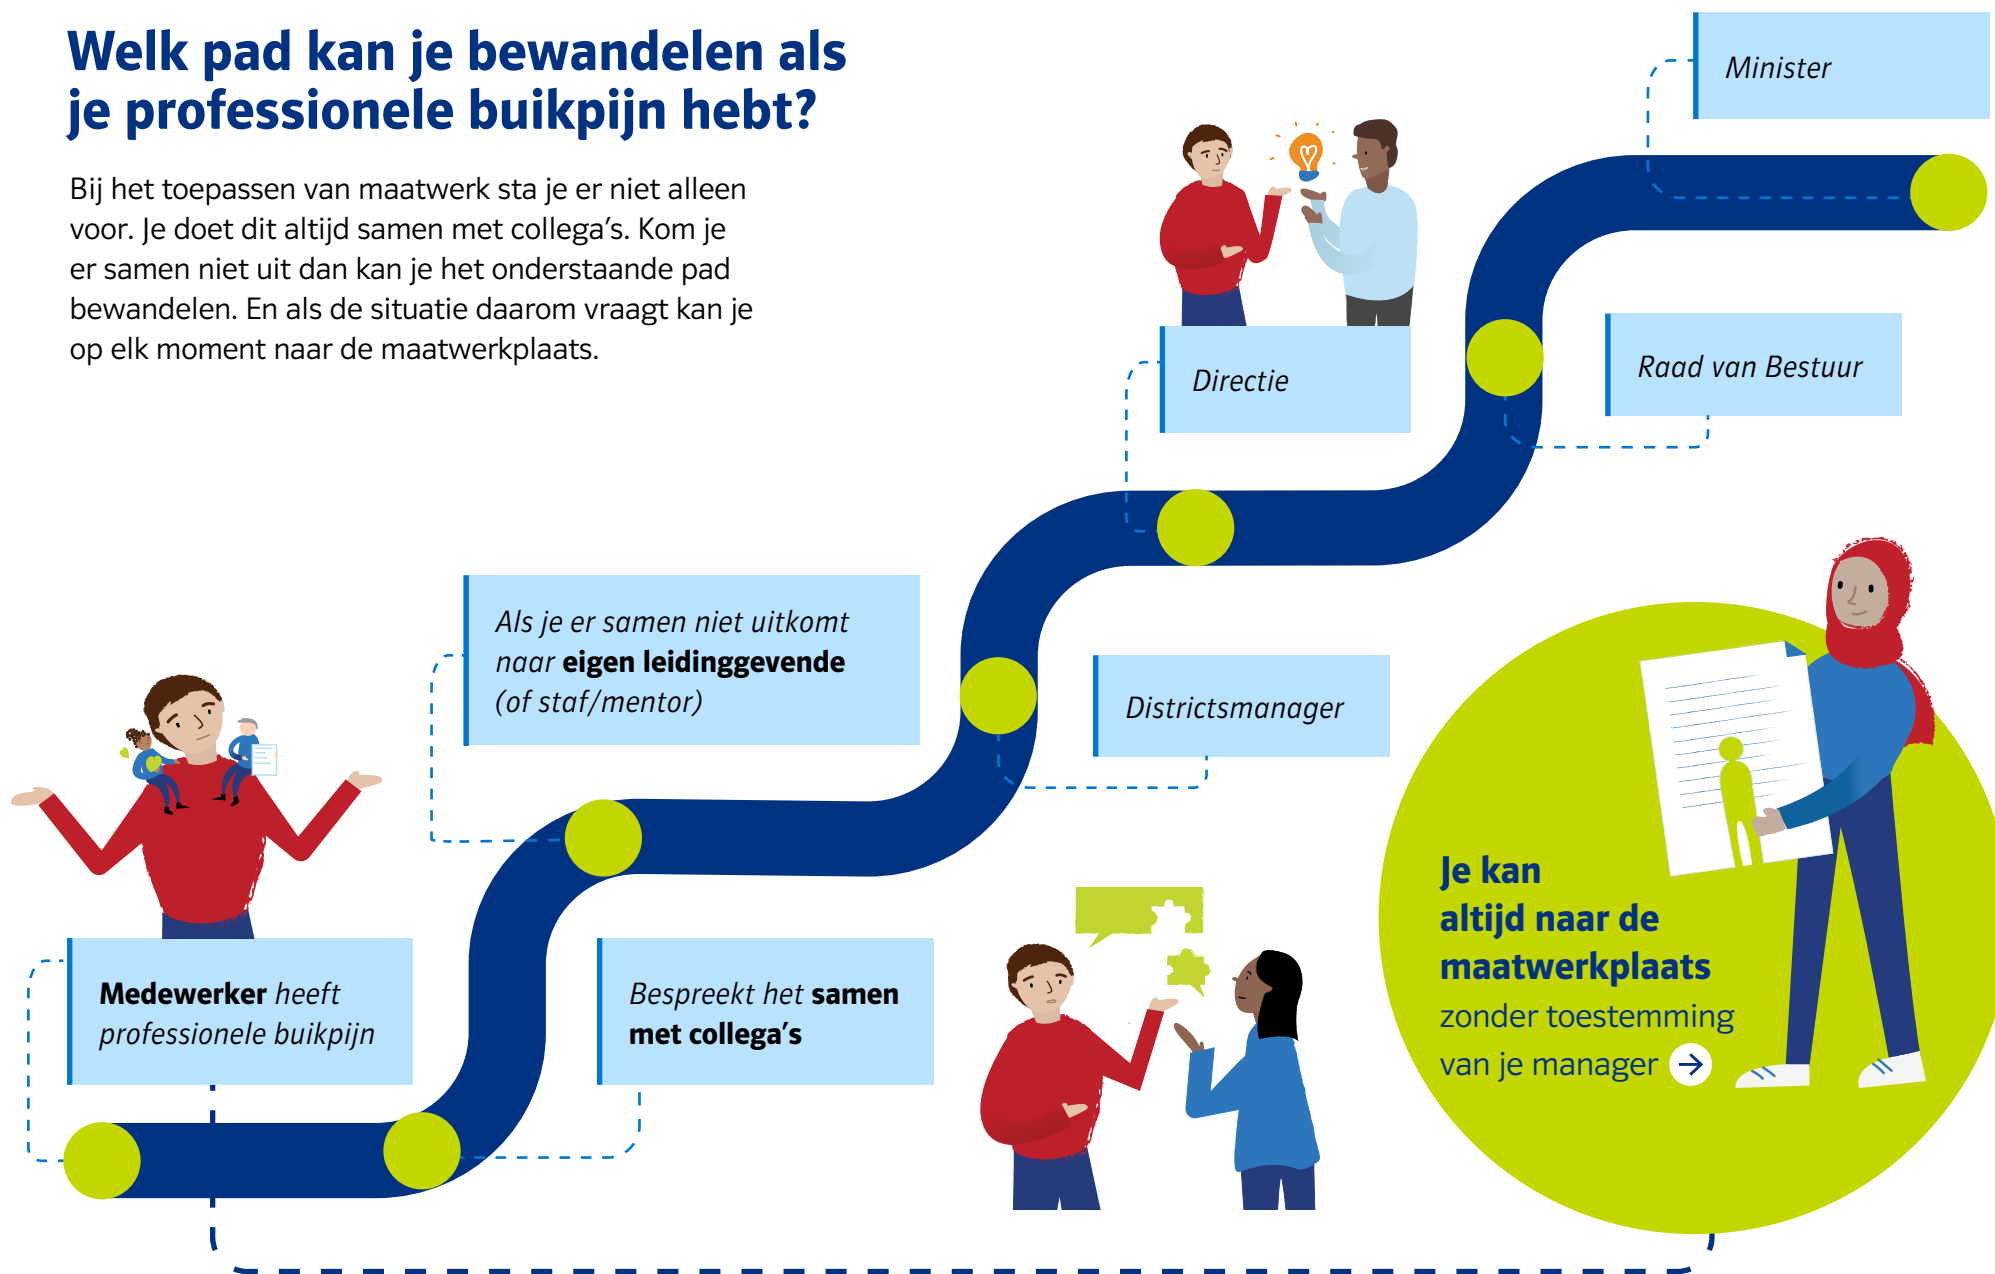 Welk pad kan je bewandelen als
je professionele buikpijn hebt?
Bij het toepassen van maatwerk sta je er niet alleen
voor. Je doet dit altijd samen met collega's. Kom je
er samen niet uit dan kan je het onderstaande pad
bewandelen. En als de situatie daarom vraagt kan je
op elk moment naar de maatwerkplaats.
Medewerker heeft
professionele buikpijn
Bespreekt het samen
met collega's
Als je er samen niet uitkomt
naar eigen leidinggevende
(of staf/mentor)
Districtsmanager
Directie
Raad van Bestuur
Minister
Je kan
altijd naar de
maatwerkplaats
zonder toestemming
van je manager